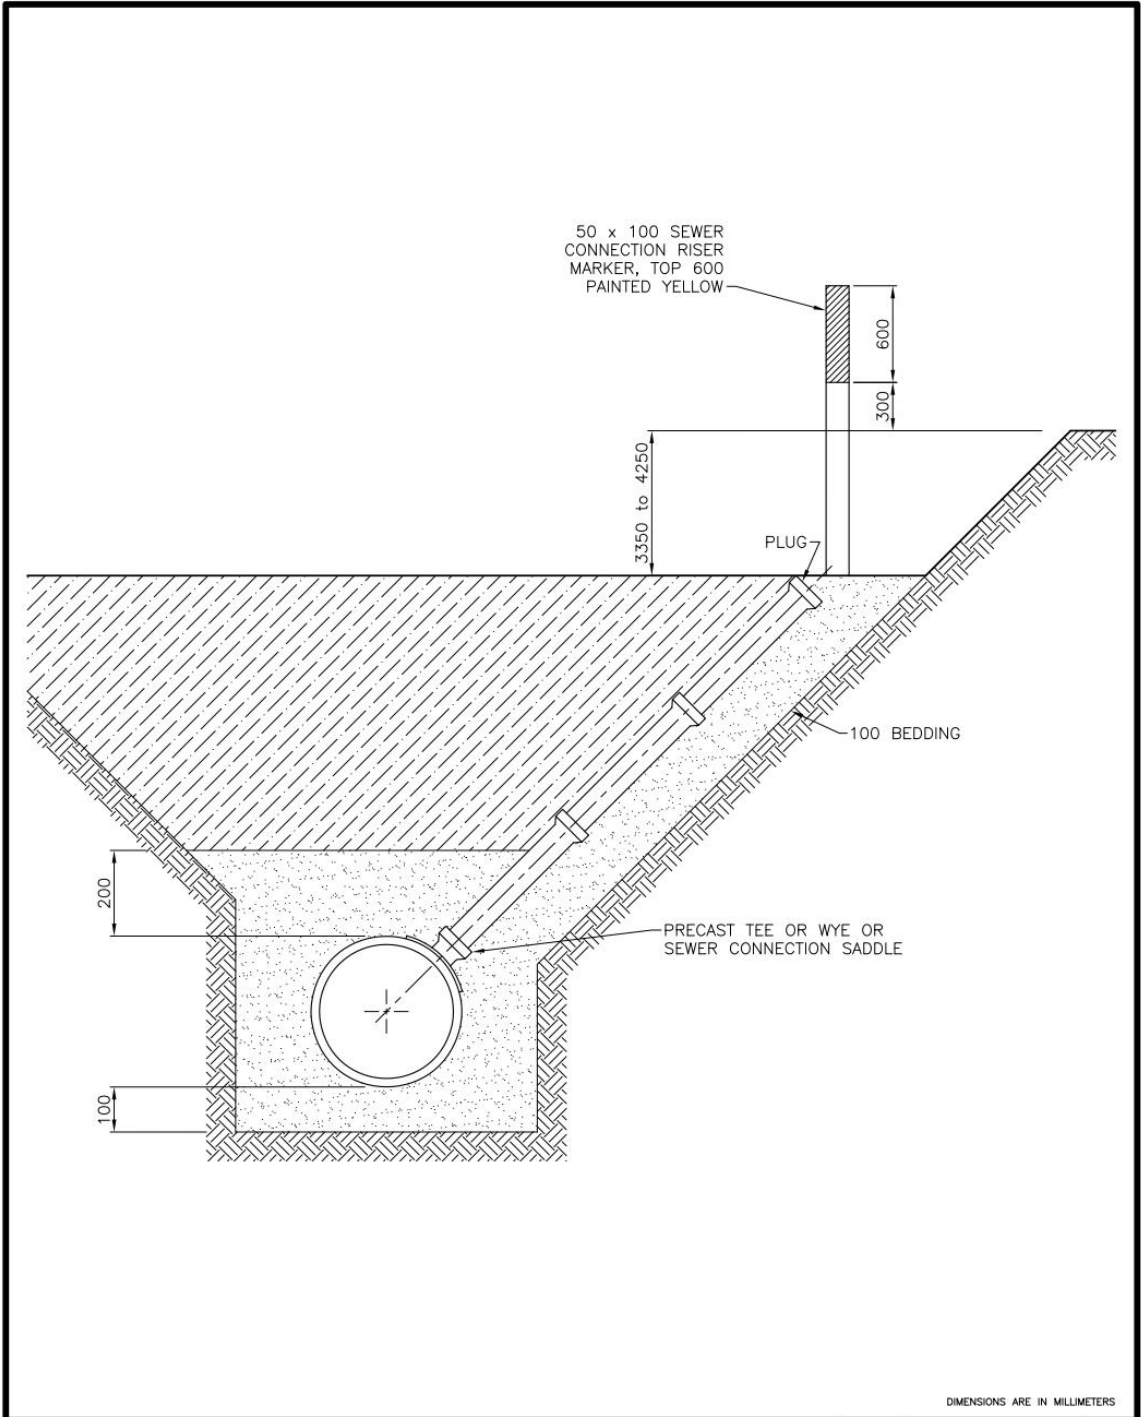 50 x 100 SEWER
CONNECTION RISER
MARKER, TOP 600
PAINTED YELLOW
600
300
3350 to 4250
PLUG
100 BEDDING
200
PRECAST TEE OR WYE OR
SEWER CONNECTION SADDLE
100
DIMENSIONS ARE IN MILLIMETERS